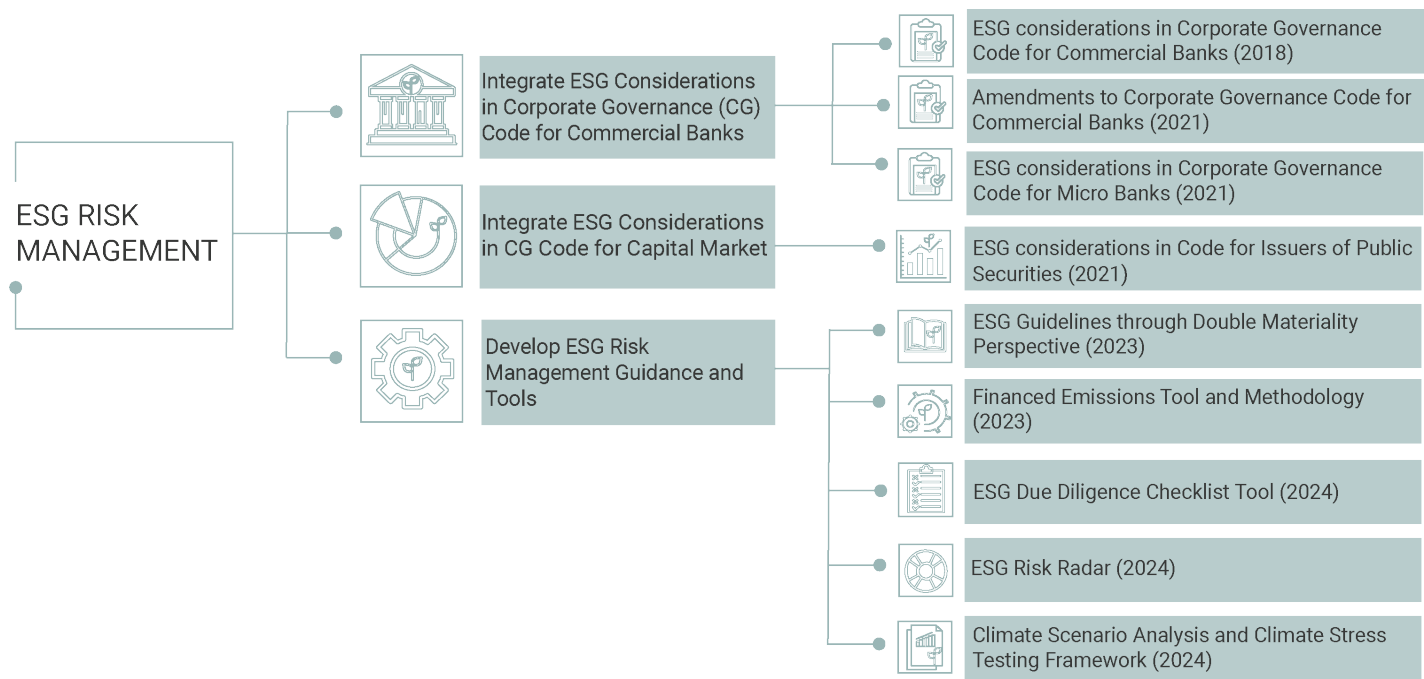 ESG RISK
MANAGEMENT
Integrate ESG Considerations
in Corporate Governance (CG)
Code for Commercial Banks
ESG considerations in Corporate Governance
Code for Commercial Banks (2018)
Amendments to Corporate Governance Code for
Commercial Banks (2021)
ESG considerations in Corporate Governance
Code for Micro Banks (2021)
Integrate ESG Considerations
in CG Code for Capital Market
ESG considerations in Code for Issuers of Public
Securities (2021)
Develop ESG Risk
Management Guidance and
Tools
ESG Guidelines through Double Materiality
Perspective (2023)
Financed Emissions Tool and Methodology
(2023)
ESG Due Diligence Checklist Tool (2024)
ESG Risk Radar (2024)
Climate Scenario Analysis and Climate Stress
Testing Framework (2024)